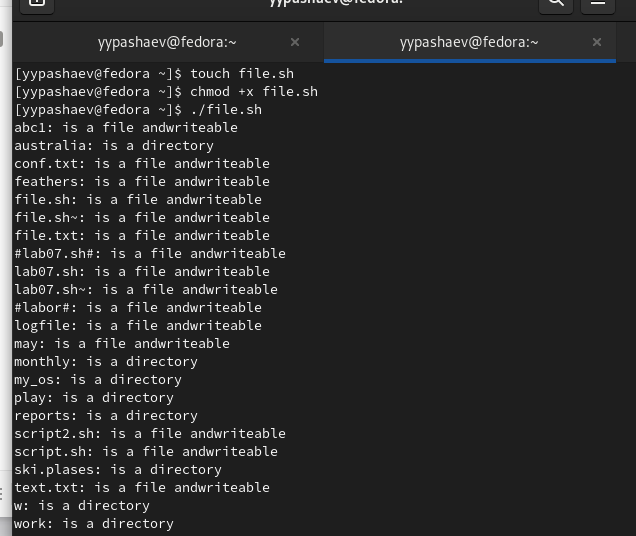 yypashaev@fedora:~
yypashaev@fedora:~ × yypashaev@fedora:~ ×
[yypashaev@fedora ~]$ touch file.sh
[yypashaev@fedora ~]$ chmod +x file.sh
[yypashaev@fedora ~]$ ./file.sh
abc1: is a file andwriteable
australia: is a directory
conf.txt: is a file andwriteable
feathers: is a file andwriteable
file.sh: is a file andwriteable
file.sh~: is a file andwriteable
file.txt: is a file andwriteable
#lab07.sh#: is a file andwriteable
lab07.sh: is a file andwriteable
lab07.sh~: is a file andwriteable
#labor#: is a file andwriteable
logfile: is a file andwriteable
may: is a file andwriteable
monthly: is a directory
my_os: is a directory
play: is a directory
reports: is a directory
script2.sh: is a file andwriteable
script.sh: is a file andwriteable
ski.plases: is a directory
text.txt: is a file andwriteable
w: is a directory
work: is a directory